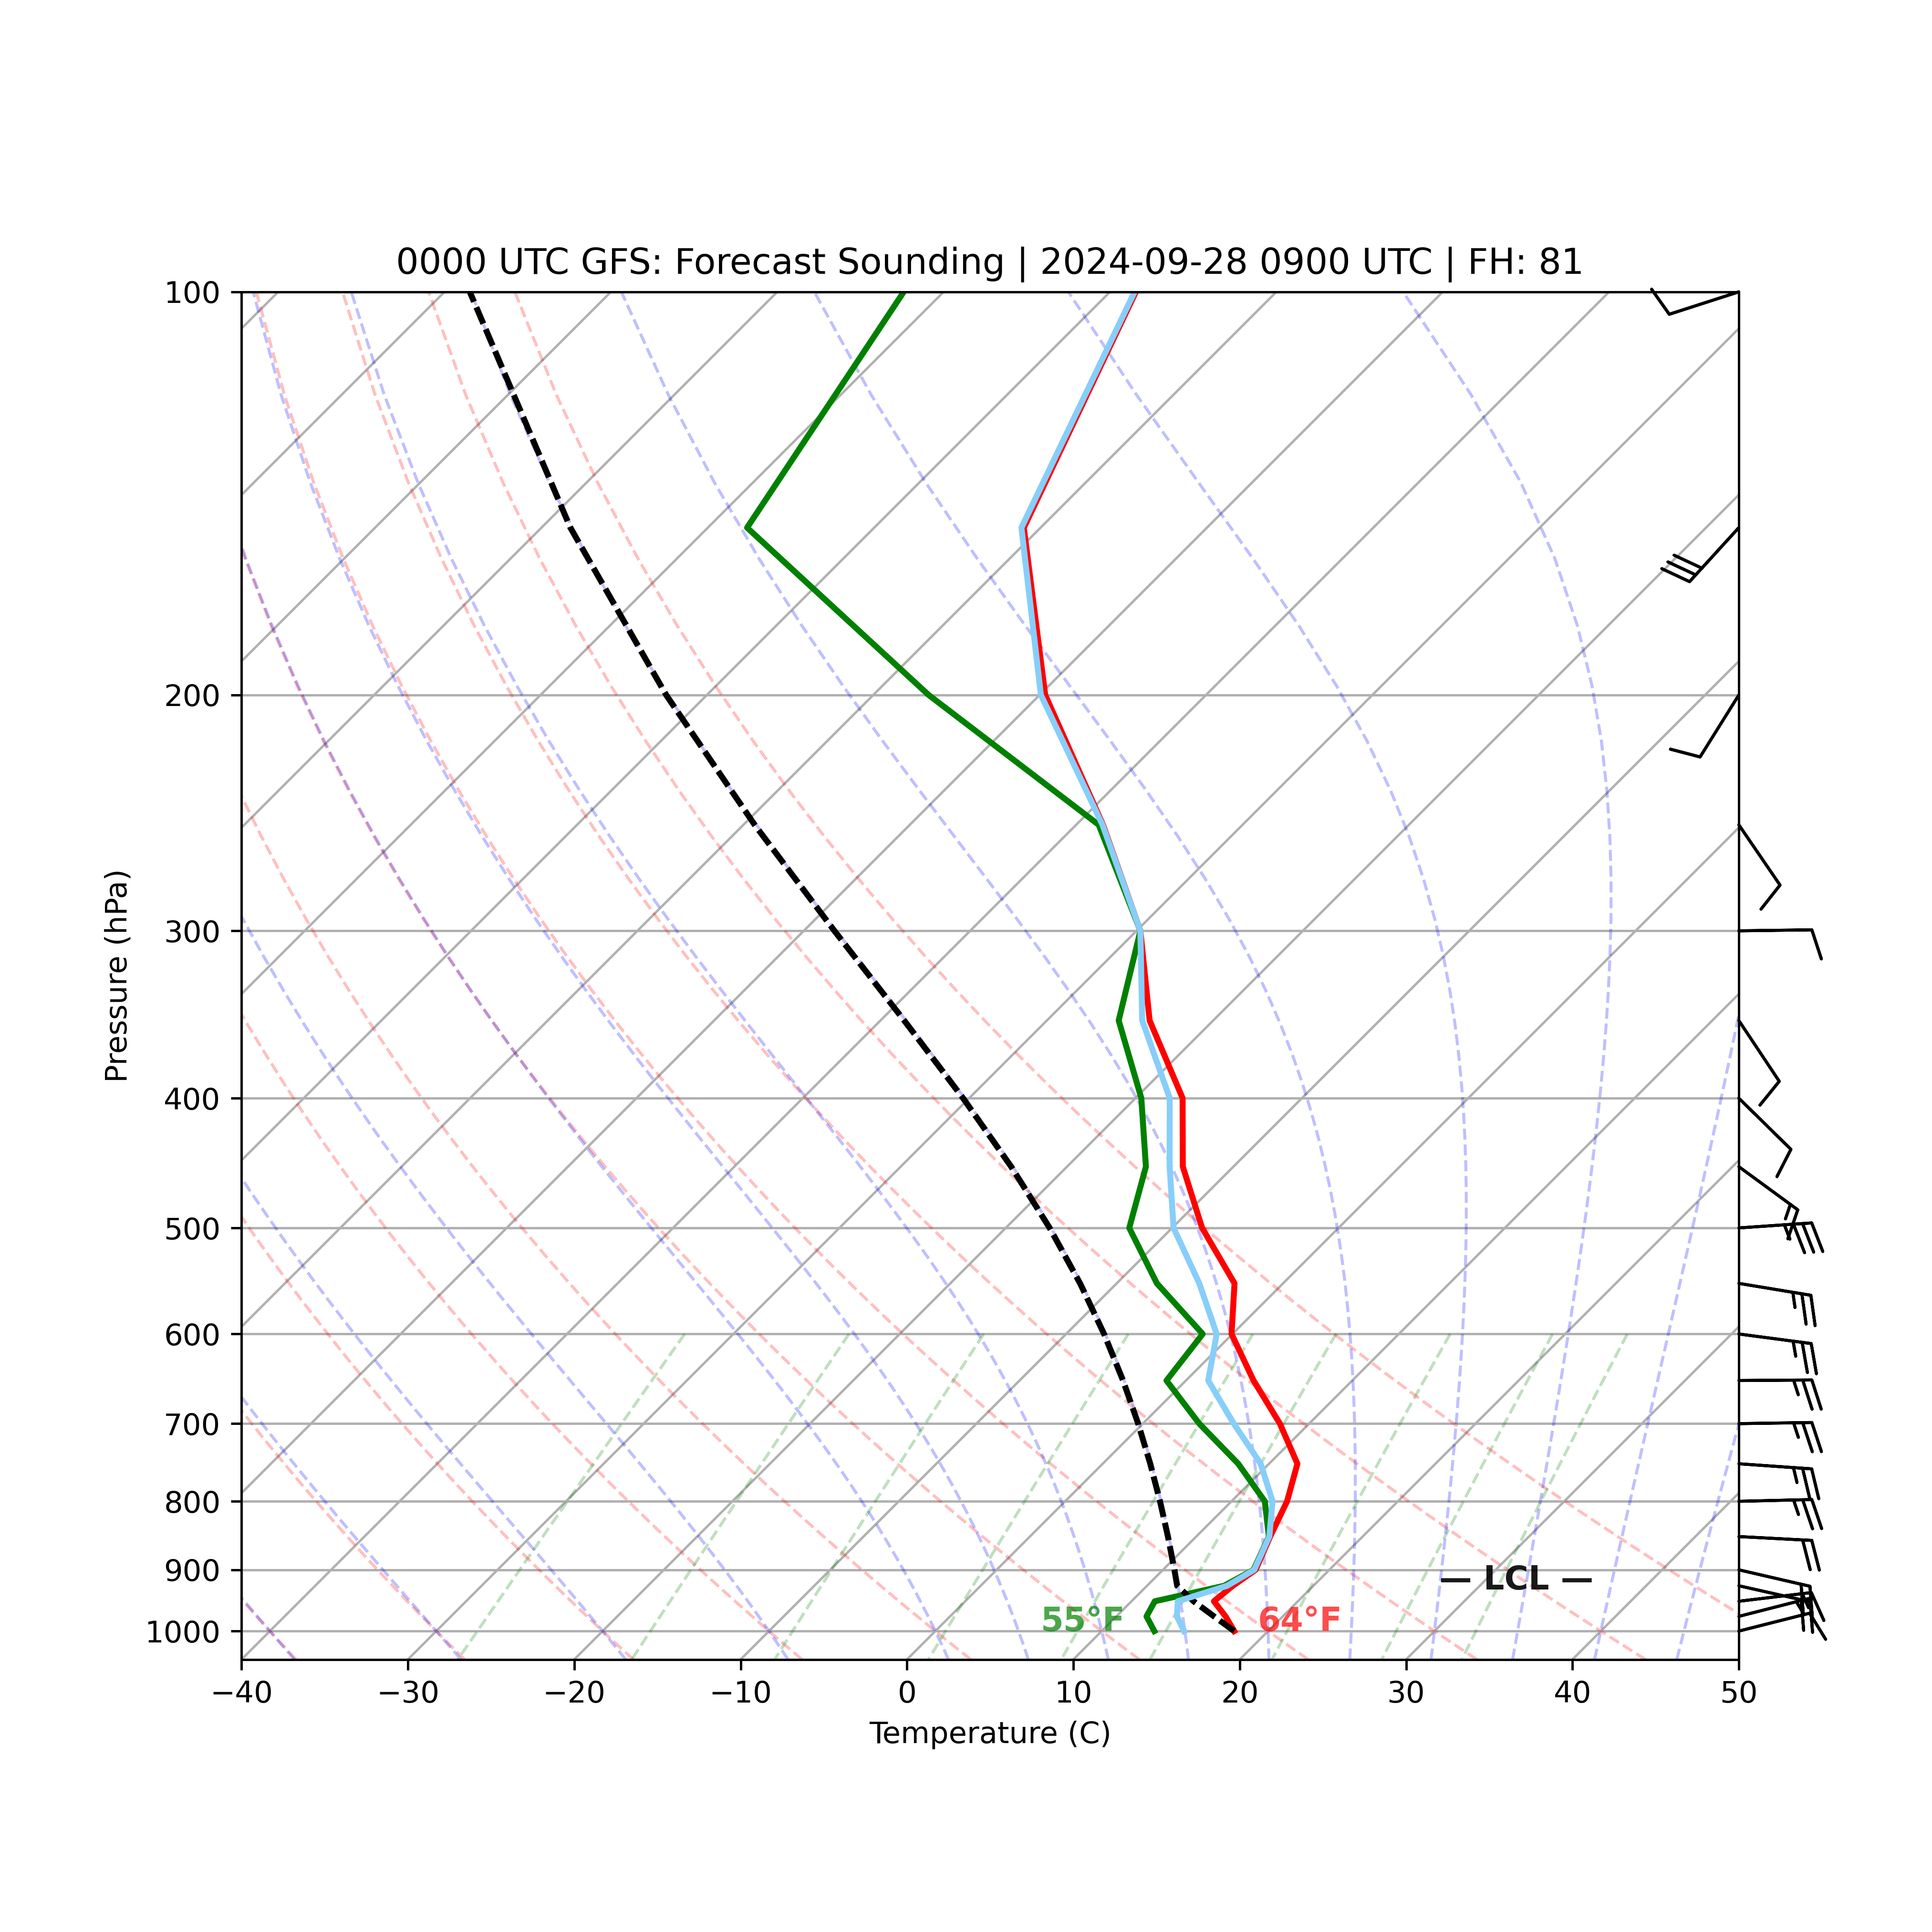 0000 UTC GFS: Forecast Sounding | 2024-09-28 0900 UTC | FH: 81
100
200
300
400
500
600
700
800
900
1000
Pressure (hPa)
— LCL —
55°F
64°F
−40 −30 −20 −10 0 10 20 30 40 50
Temperature (C)